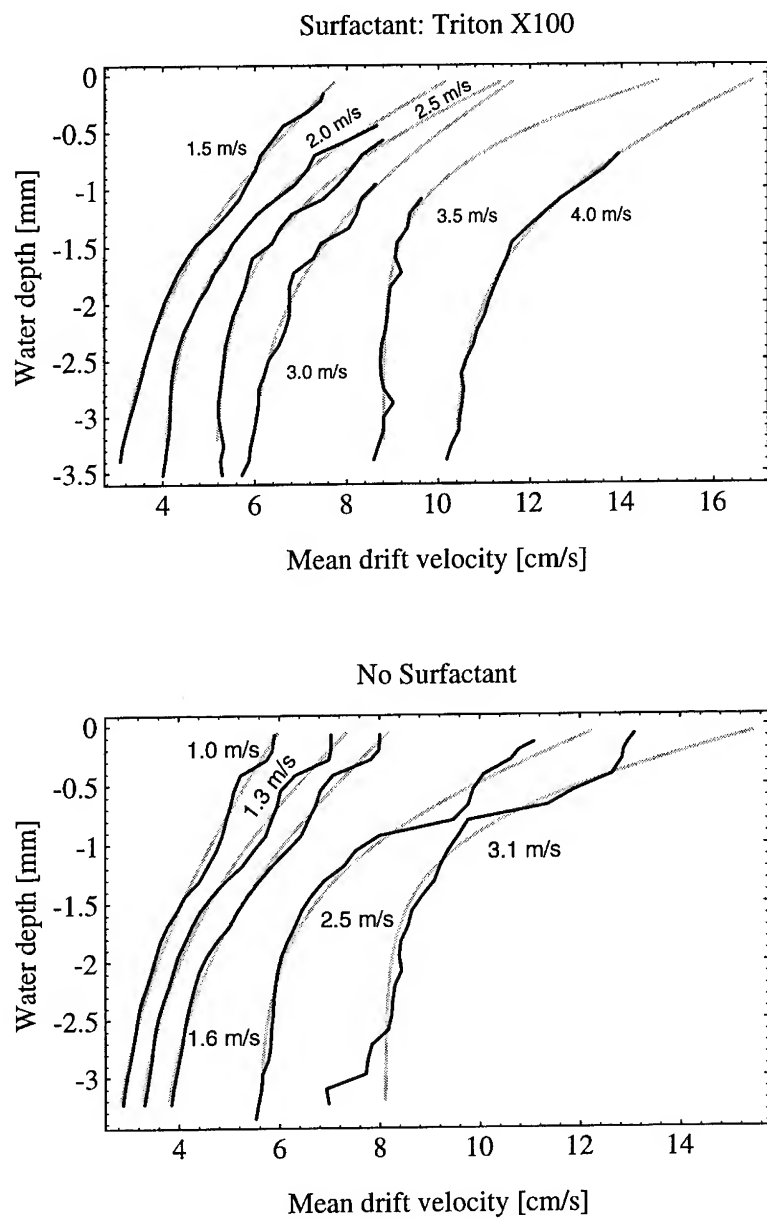 Surfactant: Triton X100
0
-0.5
-1
-1.5
-2
-2.5
-3
-3.5
Water depth [mm]
1.5 m/s
2.0 m/s
2.5 m/s
3.0 m/s
3.5 m/s
4.0 m/s
4 6 8 10 12 14 16
Mean drift velocity [cm/s]
No Surfactant
0
-0.5
-1
-1.5
-2
-2.5
-3
Water depth [mm]
1.0 m/s
1.3 m/s
1.6 m/s
2.5 m/s
3.1 m/s
4 6 8 10 12 14
Mean drift velocity [cm/s]